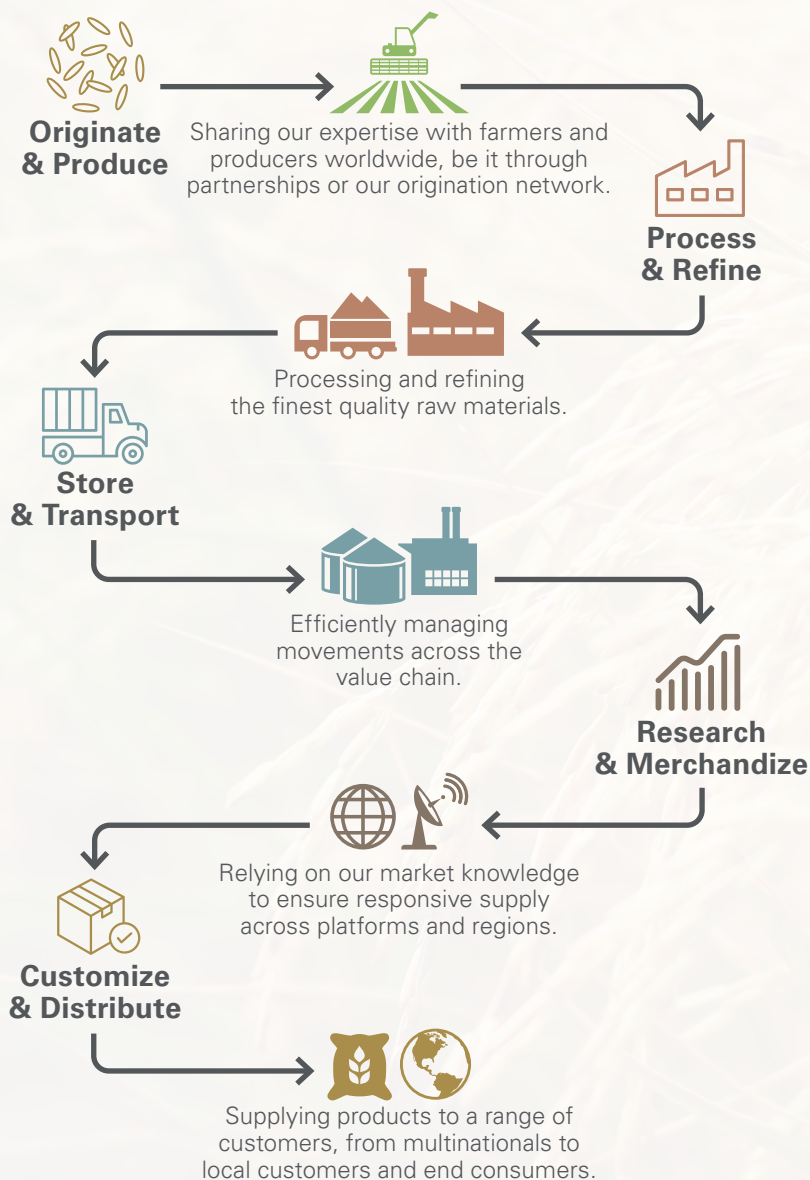 Originate
& Produce
Sharing our expertise with farmers and
producers worldwide, be it through
partnerships or our origination network.
Process
& Refine
Processing and refining
the finest quality raw materials.
Store
& Transport
Efficiently managing
movements across the
value chain.
Research
& Merchandize
Relying on our market knowledge
to ensure responsive supply
across platforms and regions.
Customize
& Distribute
Supplying products to a range of
customers, from multinationals to
local customers and end consumers.